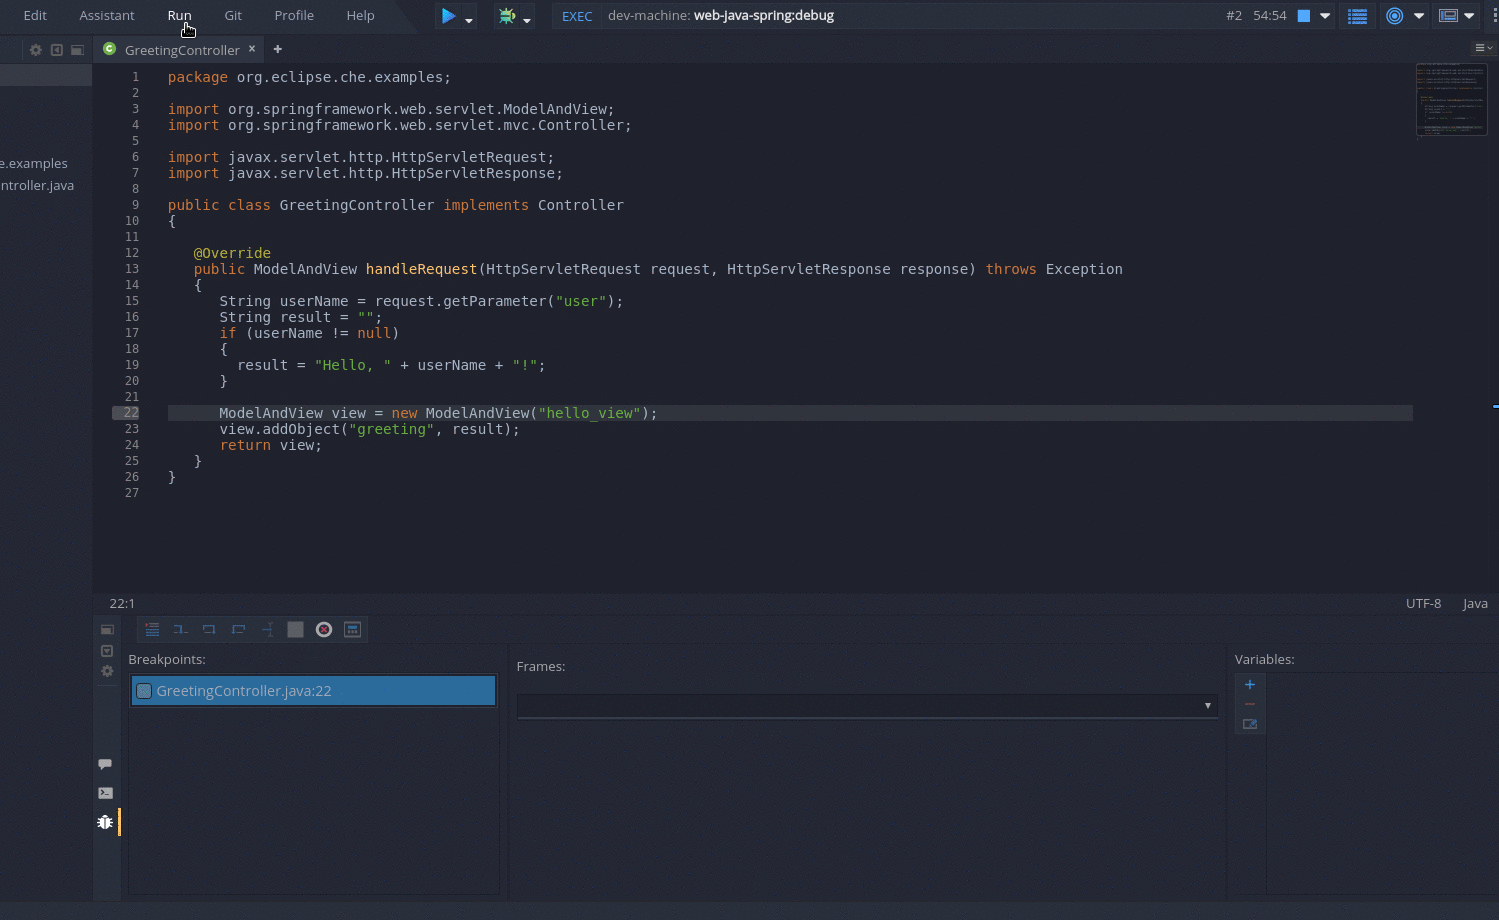 Edit Assistant Run Git Profile Help EXEC dev-machine: web-java-spring:debug #2 54:54
GreetingController × +
e.examples
ntroller.java
1 package org.eclipse.che.examples;
2
3 import org.springframework.web.servlet.ModelAndView;
4 import org.springframework.web.servlet.mvc.Controller;
5
6 import javax.servlet.http.HttpServletRequest;
7 import javax.servlet.http.HttpServletResponse;
8
9 public class GreetingController implements Controller
10 {
11
12 @Override
13 public ModelAndView handleRequest(HttpServletRequest request, HttpServletResponse response) throws Exception
14 {
15 String userName = request.getParameter("user");
16 String result = "";
17 if (userName != null)
18 {
19 result = "Hello, " + userName + "!";
20 }
21
22 ModelAndView view = new ModelAndView("hello_view");
23 view.addObject("greeting", result);
24 return view;
25 }
26 }
27
22:1 UTF-8 Java
Breakpoints:
GreetingController.java:22
Frames:
Variables: